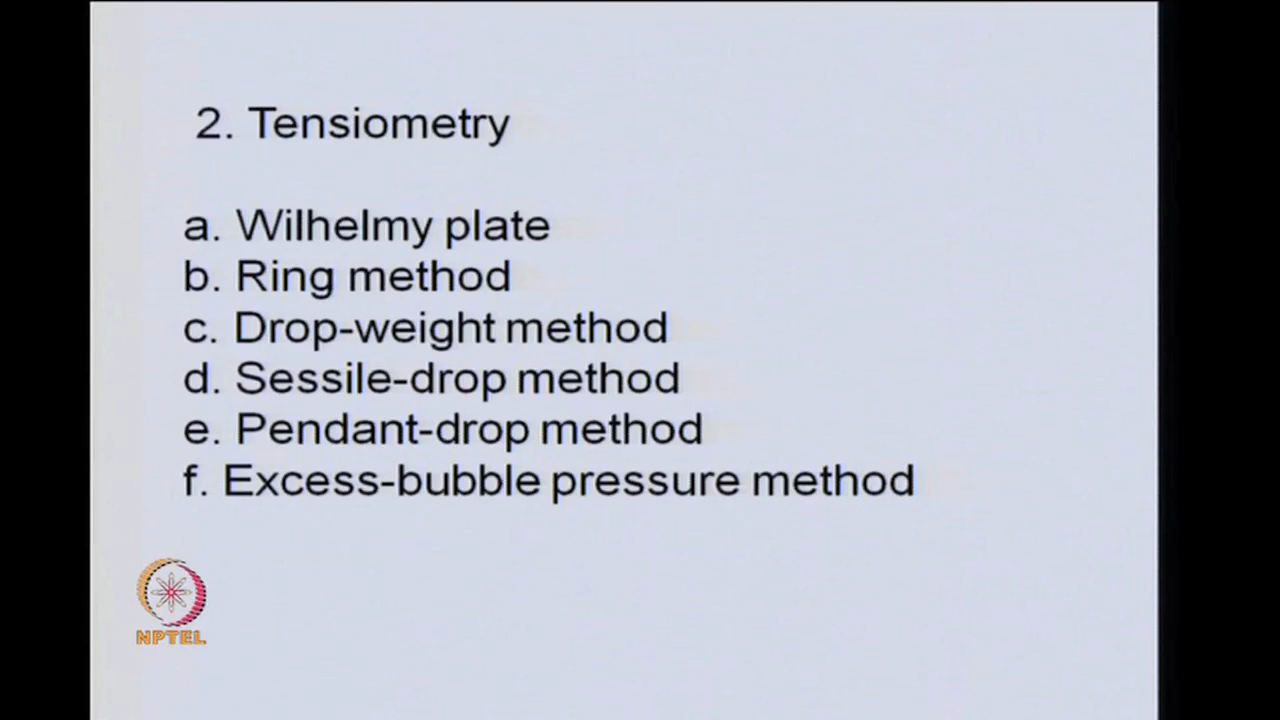 2. Tensiometry
a. Wilhelmy plate
b. Ring method
c. Drop-weight method
d. Sessile-drop method
e. Pendant-drop method
f. Excess-bubble pressure method
NPTEL